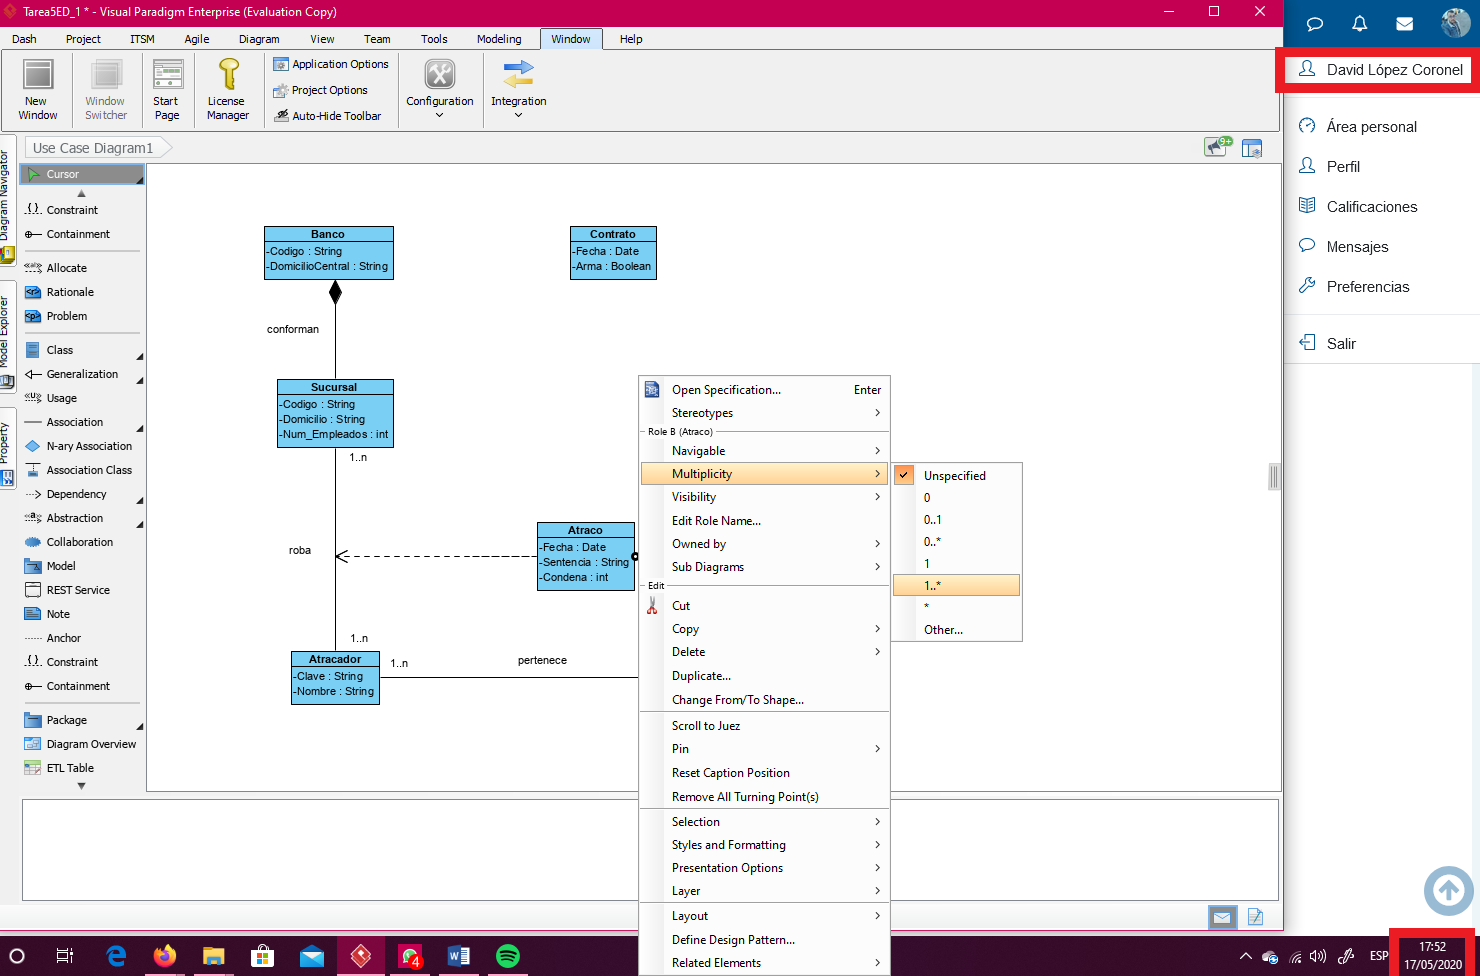 Tarea5ED_1 * - Visual Paradigm Enterprise (Evaluation Copy)
Dash Project ITSM Agile Diagram View Team Tools Modeling Window Help
New Window
Window Switcher
Start Page
License Manager
Application Options
Project Options
Auto-Hide Toolbar
Configuration
Integration
Use Case Diagram1
9+
Diagram Navigator
Model Explorer
Property
Cursor
Constraint
Containment
Allocate
Rationale
Problem
Class
Generalization
Usage
Association
N-ary Association
Association Class
Dependency
Abstraction
Collaboration
Model
REST Service
Note
Anchor
Constraint
Containment
Package
Diagram Overview
ETL Table
Banco
-Codigo : String
-DomicilioCentral : String
Contrato
-Fecha : Date
-Arma : Boolean
conforman
Sucursal
-Codigo : String
-Domicilio : String
-Num_Empleados : int
1..n
roba
Atraco
-Fecha : Date
-Sentencia : String
-Condena : int
1..n
Atracador
-Clave : String
-Nombre : String
1..n
pertenece
Open Specification... Enter
Stereotypes
Role B (Atraco)
Navigable
Multiplicity
Visibility
Edit Role Name...
Owned by
Sub Diagrams
Edit
Cut
Copy
Delete
Duplicate...
Change From/To Shape...
Scroll to Juez
Pin
Reset Caption Position
Remove All Turning Point(s)
Selection
Styles and Formatting
Presentation Options
Layer
Layout
Define Design Pattern...
Related Elements
Unspecified
0
0..1
0..*
1
1..*
*
Other...
David López Coronel
Área personal
Perfil
Calificaciones
Mensajes
Preferencias
Salir
4
ESP
17:52
17/05/2020